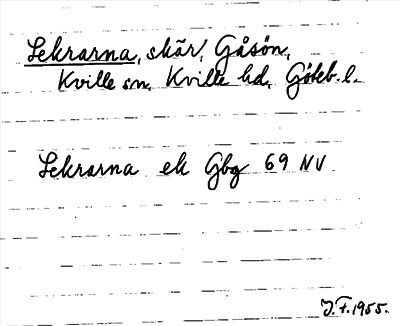 Lekrarna, skär, Gåsön,
Kville sn, Kville hd, Göteb. l.
Lekrarna ek Gbg 69 NV
J.F. 1955.